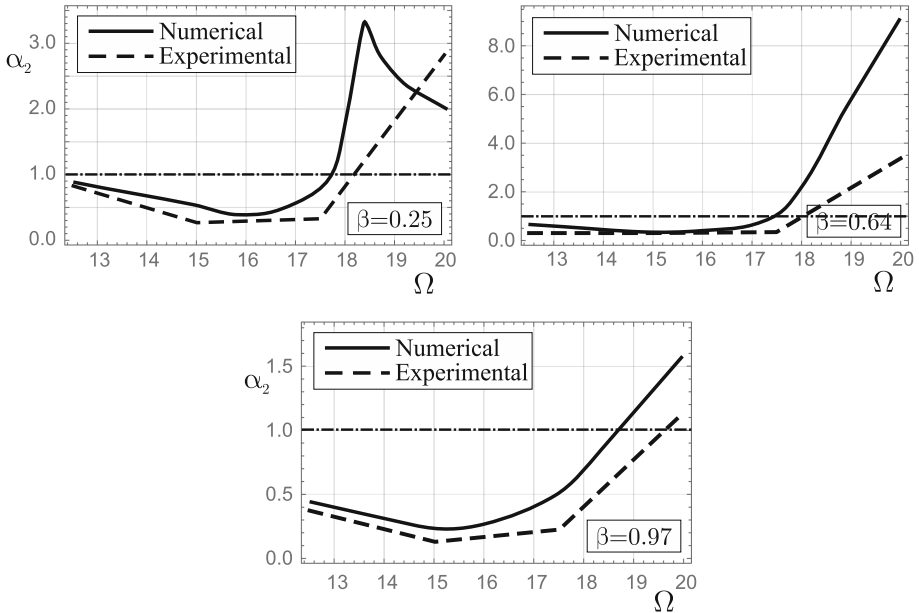 Numerical
Experimental
α₂
3.0
2.0
1.0
0.0
β=0.25
13 14 15 16 17 18 19 20
Ω
Numerical
Experimental
8.0
6.0
4.0
2.0
0.0
β=0.64
13 14 15 16 17 18 19 20
Ω
Numerical
Experimental
α₂
1.5
1.0
0.5
0.0
β=0.97
13 14 15 16 17 18 19 20
Ω